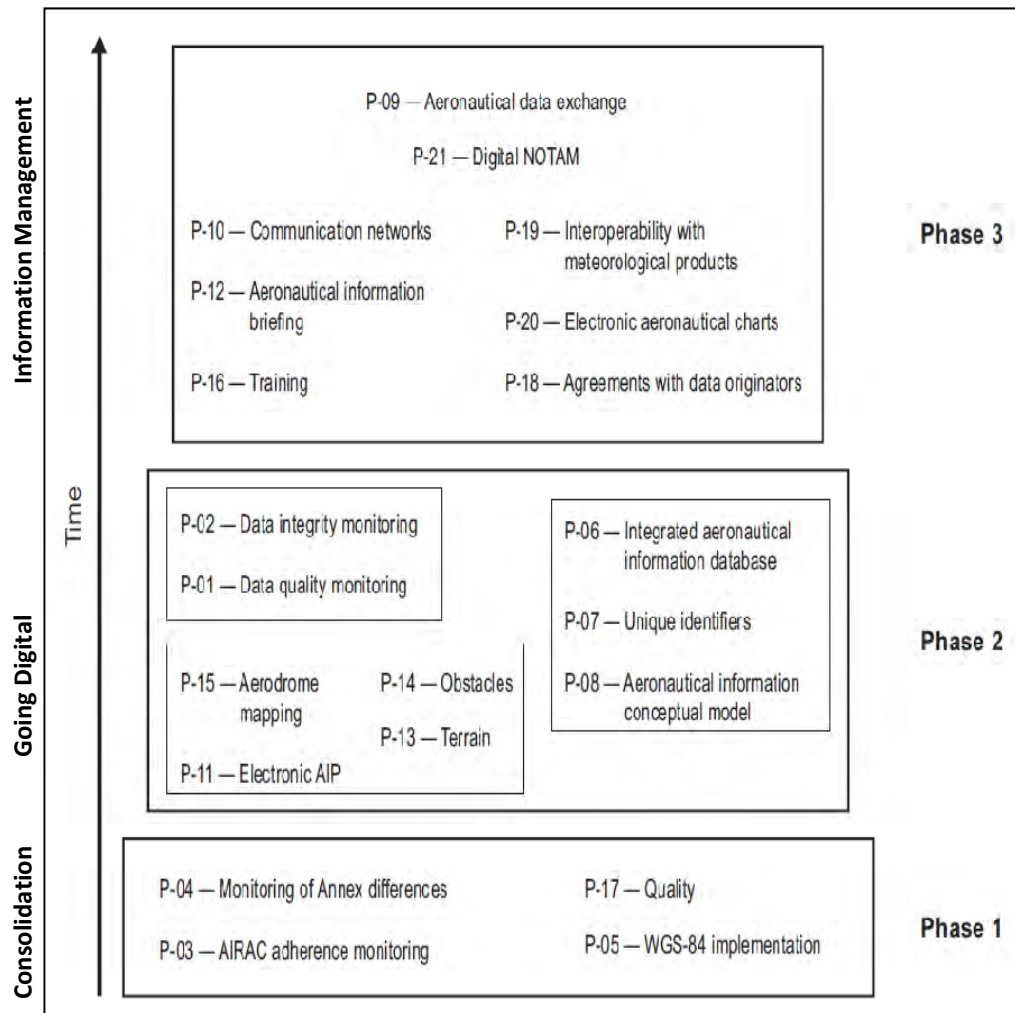 Information Management
P-09 — Aeronautical data exchange
P-21 — Digital NOTAM
P-10 — Communication networks
P-12 — Aeronautical information
briefing
P-16 — Training
P-19 — Interoperability with
meteorological products
P-20 — Electronic aeronautical charts
P-18 — Agreements with data originators
Phase 3
Time
Going Digital
P-02 — Data integrity monitoring
P-01 — Data quality monitoring
P-15 — Aerodrome
mapping
P-11 — Electronic AIP
P-14 — Obstacles
P-13 — Terrain
P-06 — Integrated aeronautical
information database
P-07 — Unique identifiers
P-08 — Aeronautical information
conceptual model
Phase 2
Consolidation
P-04 — Monitoring of Annex differences
P-03 — AIRAC adherence monitoring
P-17 — Quality
P-05 — WGS-84 implementation
Phase 1